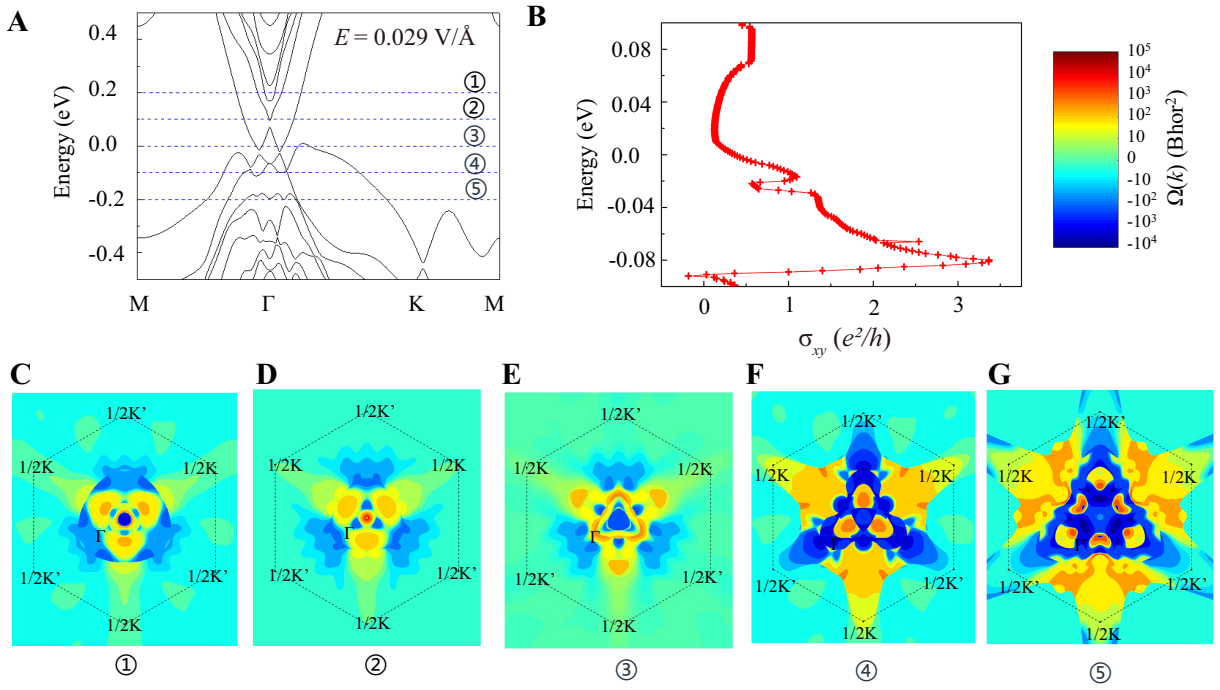 A
E = 0.029 V/Å
Energy (eV)
0.4
0.2
0.0
-0.2
-0.4
①
②
③
④
⑤
M
Γ
K
M
B
Energy (eV)
0.08
0.04
0.0
-0.04
-0.08
0
1
2
3
σxy (e²/h)
10⁵
10⁴
10³
10²
10
0
-10
-10²
-10³
-10⁴
Ω(k) (Bhor²)
C
1/2K'
1/2K
1/2K
Γ
1/2K'
1/2K'
1/2K
①
D
1/2K'
1/2K
1/2K
Γ
1/2K'
1/2K'
1/2K
②
E
1/2K'
1/2K
1/2K
Γ
1/2K'
1/2K'
1/2K
③
F
1/2K'
1/2K
1/2K
Γ
1/2K'
1/2K'
1/2K
④
G
1/2K'
1/2K
1/2K
Γ
1/2K'
1/2K'
1/2K
⑤